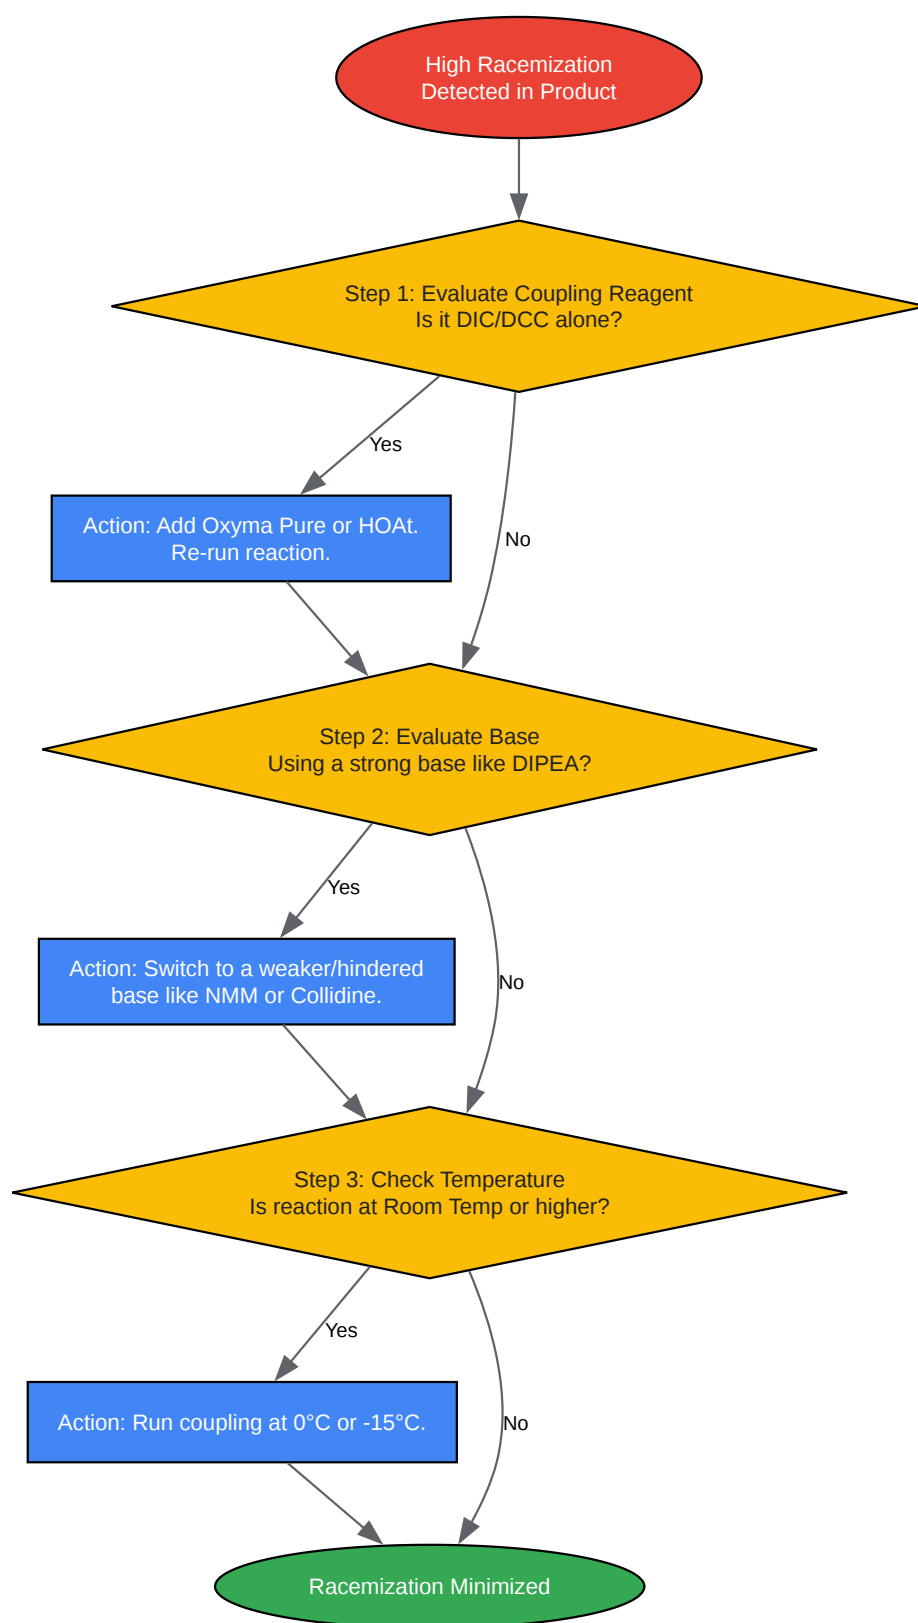 High Racemization
Detected in Product
Step 1: Evaluate Coupling Reagent
Is it DIC/DCC alone?
Yes
Action: Add Oxyma Pure or HOAt.
Re-run reaction.
No
Step 2: Evaluate Base
Using a strong base like DIPEA?
Yes
Action: Switch to a weaker/hindered
base like NMM or Collidine.
No
Step 3: Check Temperature
Is reaction at Room Temp or higher?
Yes
Action: Run coupling at 0°C or -15°C.
No
Racemization Minimized